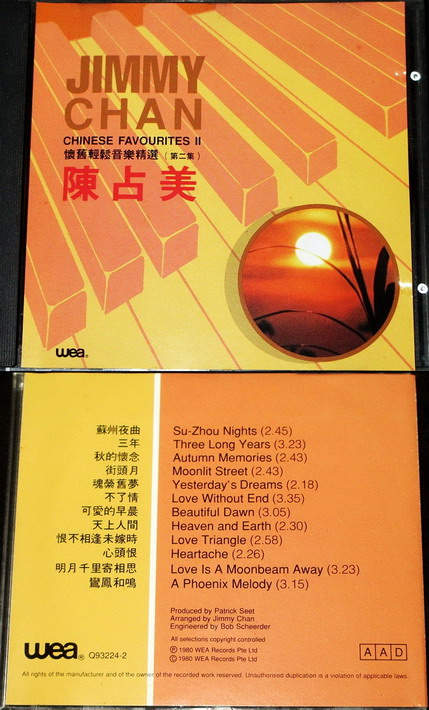 JIMMY
CHAN
CHINESE FAVOURITES II
懷舊輕鬆音樂精選（第二集）
陳占美
wea®
蘇州夜曲 Su-Zhou Nights (2.45)
三年 Three Long Years (3.23)
秋的懷念 Autumn Memories (2.43)
街頭月 Moonlit Street (2.43)
魂縈舊夢 Yesterday's Dreams (2.18)
不了情 Love Without End (3.35)
可愛的早晨 Beautiful Dawn (3.05)
天上人間 Heaven and Earth (2.30)
恨不相逢未嫁時 Love Triangle (2.58)
心頭恨 Heartache (2.26)
明月千里寄相思 Love Is A Moonbeam Away (3.23)
鸞鳳和鳴 A Phoenix Melody (3.15)
Produced by Patrick Seet
Arranged by Jimmy Chan
Engineered by Bob Scheerder
All selections copyright controlled
Ⓟ 1980 WEA Records Pte Ltd
© 1980 WEA Records Pte Ltd
wea® Q93224-2
AAD
All rights of the manufacturer and of the owner of the recorded work reserved. Unauthorised duplication is a violation of applicable laws.